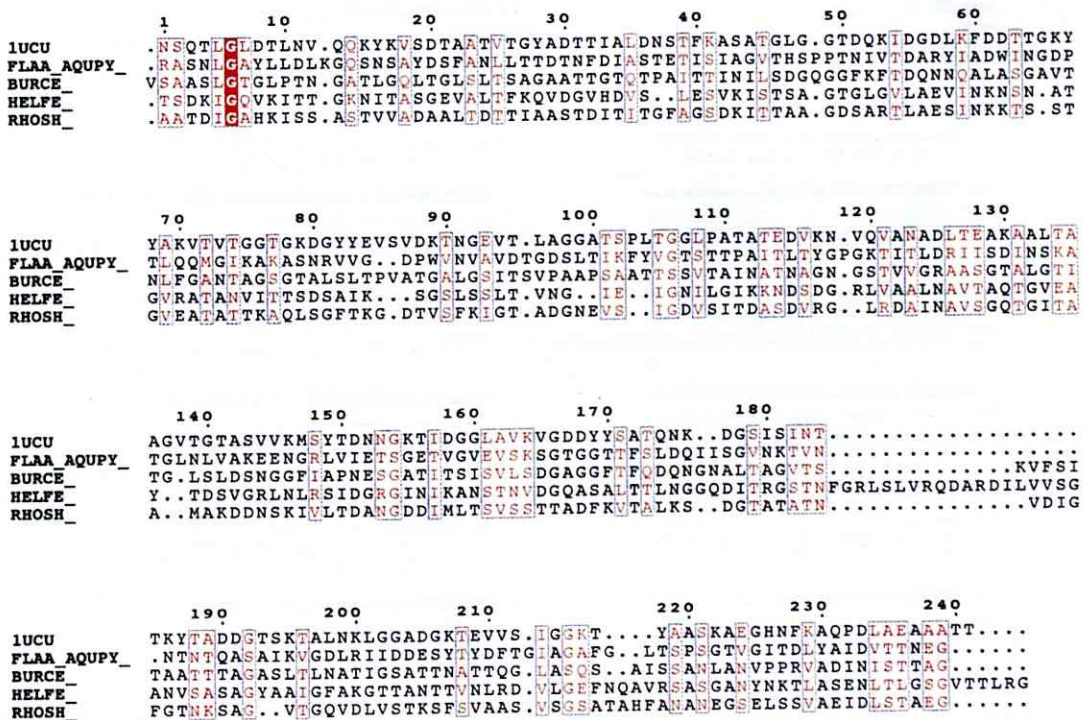 1 10 20 30 40 50 60
1UCU .NSQTLGLDTLNV.QQKYKVSDTAATVTGYADTTIALDNSTFKASATGLG.GTDQKIDGDLKFDDTTGKY
FLAA_AQUPY_ .RASNLGAYLLDLKGQSNSAYDSFANLLTTDTNFDIASTETISIAGVTHSPPTNIVTDARYIADWINGDP
BURCE_ VSAASLGTGLPTN.GATLGQLTGLSLTSAGAATTGTQTPAITTINILSDGQGGFKFTDQNNQALASGAVT
HELFE_ .TSDKIGQVKITT.GKNITASGEVALTFKQVDGVHDVS..LESVKISTSA.GTGLGVLAEVINKNSN.AT
RHOSH_ .AATDIGAHKISS.ASTVVADAALTDTTIAASTDITITGFAGSDKITTAA.GDSARTLAESINKKTS.ST
70 80 90 100 110 120 130
1UCU YAKVTVTGGTGKDGYYEVSVDKTNGEVT.LAGGATSPLTGGLPATATEDVKN.VQVANADLTEAKAALTA
FLAA_AQUPY_ TLQQMGIKAKASNRVVG.DPWVNVAVDTGDSLTIKFYVGTSTTPAITLTYGPGKTITLDRIISDINSKA
BURCE_ NLFGANTAGSGTALSLTPVATGALGSITSVPAAPSAATTSSVTAINATNAGN.GSTVVGRAASGTALGTI
HELFE_ GVRATANVITTSDSAIK...SGSLSSLT.VNG..IE..IGNILGIKKNDSDG.RLVAALNAVTAQTGVEA
RHOSH_ GVEATATTKAQLSGFTKG.DTVSFKIGT.ADGNEVS..IGDVSITDASDVRG..LRDAINAVSGQTGITA
140 150 160 170 180
1UCU AGVTGTASVVKMSYTDNNGKTIDGGLAVKVGDDYYSATQNK..DGSISINT..................
FLAA_AQUPY_ TGLNLVAKEENGRLVIETSGETVGVEVSKSGTGGTTFSLDQIISGVNKTVN..................
BURCE_ TG.LSLDSNGGFIAPNESGATITSISVLSDGAGGFTFQDQNGNALTAGVTS.............KVFSI
HELFE_ Y..TDSVGRLNLRSIDGRGINIKANSTNVDGQASALTTLNGGQDITRGSTNFGRLSLVRQDARDILVVSG
RHOSH_ A..MAKDDNSKIVLTDANGDDIMLTSVSSTTADFKVTALKS..DGTATATN..............VDIG
190 200 210 220 230 240
1UCU TKYTADDGTSKTALNKLGGADGKTEVVS.IGGKT....YAASKAEGHNFKAQPDLAEAAATT....
FLAA_AQUPY_ .NTNTQASAIKVGDLRIIDDESYTYDFTGIAGAFG...LTSPSGTVGITDLYAIDVTTNEG.....
BURCE_ TAATTTAGASLTLNATIGSATTNATTQG.LASQS....AISSANLANVPPRVADINISTTAG....
HELFE_ ANVSASAGYAAIGFAKGTTANTTVNLRD.VLGEFNQAVRSASGANYNKTLASENLTLGSGVTTLRG
RHOSH_ FGTNKSAG..VTGQVDLVSTKSFSVAAS.VSGSATAHFANANEGSELSSVAEIDLSTAEG.....